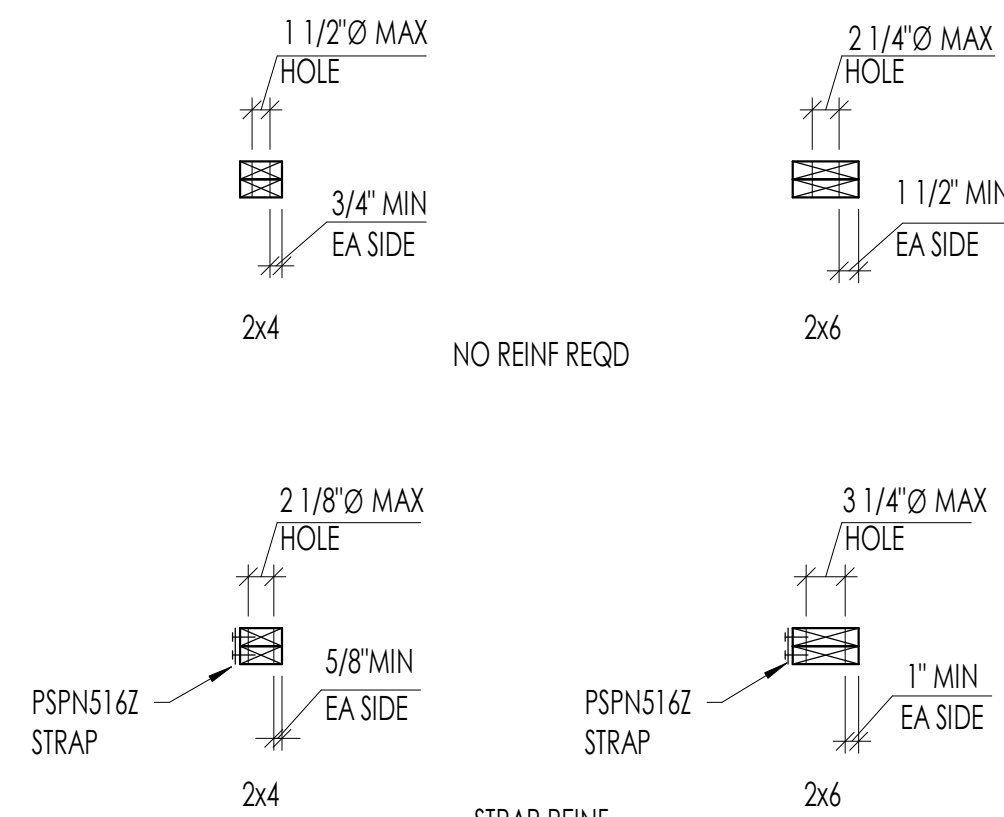 1 1/2"Ø MAX
HOLE
3/4" MIN
EA SIDE
2x4
2 1/4"Ø MAX
HOLE
1 1/2" MIN
EA SIDE
2x6
NO REINF REQD
2 1/8"Ø MAX
HOLE
5/8"MIN
EA SIDE
PSPN516Z
STRAP
2x4
3 1/4"Ø MAX
HOLE
1" MIN
EA SIDE
PSPN516Z
STRAP
2x6
STRAP REINF